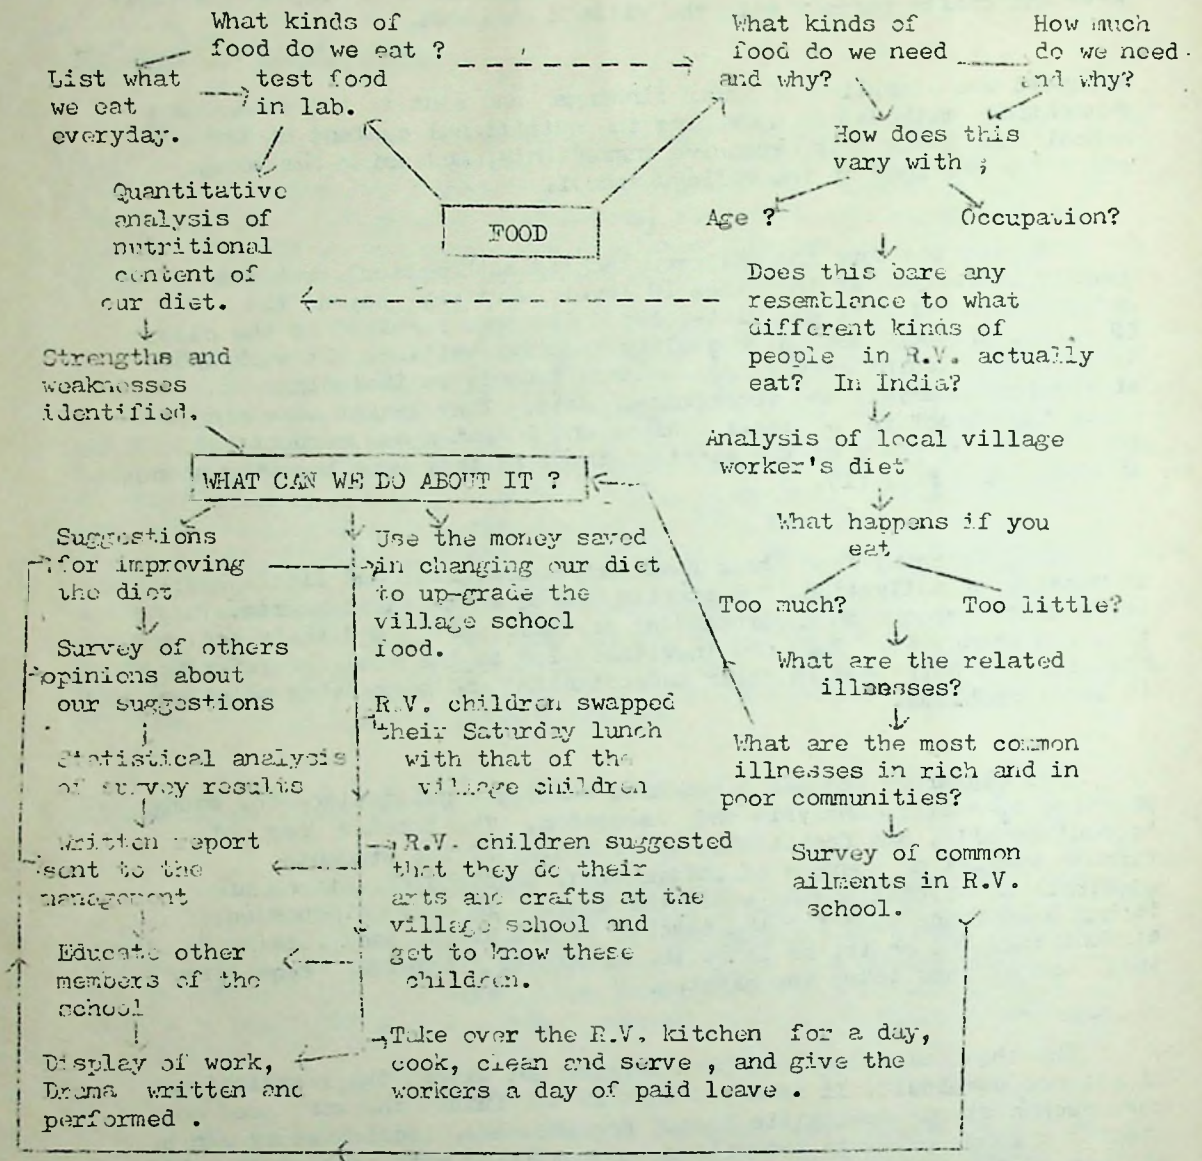 What kinds of
food do we eat ?
List what
we eat
everyday.
test food
in lab.
Quantitative
analysis of
nutritional
content of
our diet.
Strengths and
weaknesses
identified.
FOOD
What kinds of
food do we need
and why?
How much
do we need
and why?
How does this
vary with ;
Age ?
Occupation?
Does this bare any
resemblance to what
different kinds of
people in R.V. actually
eat? In India?
Analysis of local village
worker's diet
What happens if you
eat
Too much?
Too little?
What are the related
illnesses?
What are the most common
illnesses in rich and in
poor communities?
Survey of common
ailments in R.V.
school.
WHAT CAN WE DO ABOUT IT ?
Suggestions
for improving
the diet
Survey of others
opinions about
our suggestions
Statistical analysis
of survey results
Written report
sent to the
management
Educate other
members of the
school
Display of work,
Drama written and
performed .
Use the money saved
in changing our diet
to up-grade the
village school
food.
R.V. children swapped
their Saturday lunch
with that of the
village children
R.V. children suggested
that they do their
arts and crafts at the
village school and
get to know these
children.
Take over the R.V. kitchen for a day,
cook, clean and serve , and give the
workers a day of paid leave .